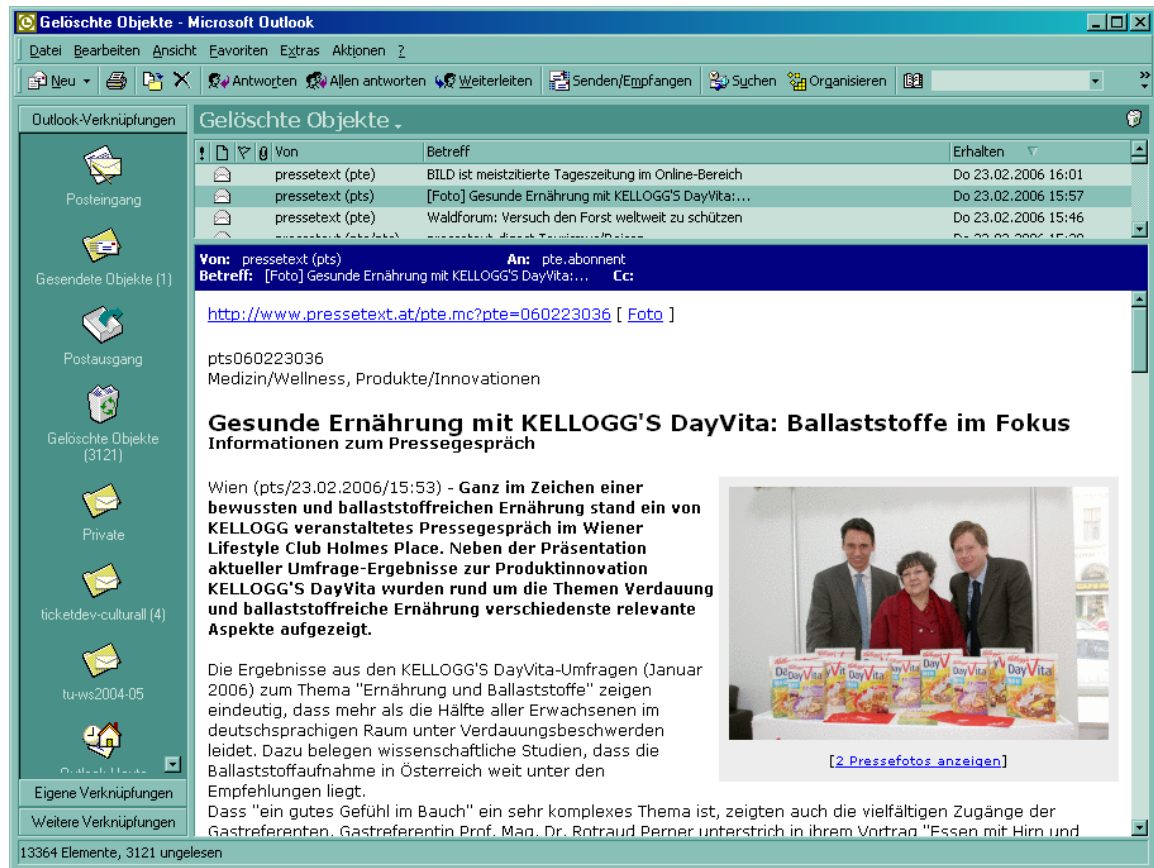 Gelöschte Objekte - Microsoft Outlook
Datei Bearbeiten Ansicht Favoriten Extras Aktionen ?
Neu Antworten Allen antworten Weiterleiten Senden/Empfangen Suchen Organisieren
Outlook-Verknüpfungen
Posteingang
Gesendete Objekte (1)
Postausgang
Gelöschte Objekte
(3121)
Private
ticketdev-culturall (4)
tu-ws2004-05
Outlook Heute
Eigene Verknüpfungen
Weitere Verknüpfungen
Gelöschte Objekte
Von Betreff Erhalten
pressetext (pte) BILD ist meistzitierte Tageszeitung im Online-Bereich Do 23.02.2006 16:01
pressetext (pts) [Foto] Gesunde Ernährung mit KELLOGG'S DayVita:... Do 23.02.2006 15:57
pressetext (pte) Waldforum: Versuch den Forst weltweit zu schützen Do 23.02.2006 15:46
Von: pressetext (pts) An: pte.abonnent
Betreff: [Foto] Gesunde Ernährung mit KELLOGG'S DayVita:... Cc:
http://www.pressetext.at/pte.mc?pte=060223036 [ Foto ]
pts060223036
Medizin/Wellness, Produkte/Innovationen
Gesunde Ernährung mit KELLOGG'S DayVita: Ballaststoffe im Fokus
Informationen zum Pressegespräch
Wien (pts/23.02.2006/15:53) - Ganz im Zeichen einer
bewussten und ballaststoffreichen Ernährung stand ein von
KELLOGG veranstaltetes Pressegespräch im Wiener
Lifestyle Club Holmes Place. Neben der Präsentation
aktueller Umfrage-Ergebnisse zur Produktinnovation
KELLOGG'S DayVita wurden rund um die Themen Verdauung
und ballaststoffreiche Ernährung verschiedenste relevante
Aspekte aufgezeigt.
Die Ergebnisse aus den KELLOGG'S DayVita-Umfragen (Januar
2006) zum Thema "Ernährung und Ballaststoffe" zeigen
eindeutig, dass mehr als die Hälfte aller Erwachsenen im
deutschsprachigen Raum unter Verdauungsbeschwerden
leidet. Dazu belegen wissenschaftliche Studien, dass die
Ballaststoffaufnahme in Österreich weit unter den
Empfehlungen liegt.
Dass "ein gutes Gefühl im Bauch" ein sehr komplexes Thema ist, zeigten auch die vielfältigen Zugänge der
Gastreferenten. Gastreferentin Prof. Mag. Dr. Rotraud Perner unterstrich in ihrem Vortrag "Essen mit Hirn und
DayVita
[2 Pressefotos anzeigen]
13364 Elemente, 3121 ungelesen